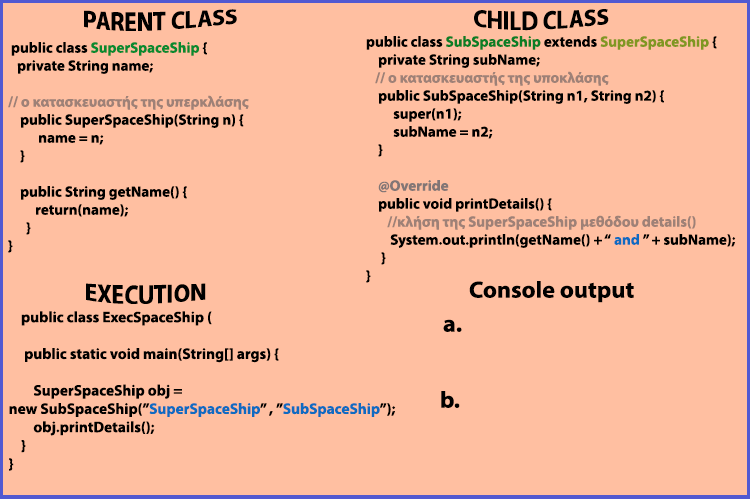 PARENT CLASS
public class SuperSpaceShip {
private String name;
// ο κατασκευαστής της υπερκλάσης
public SuperSpaceShip(String n) {
name = n;
}
public String getName() {
return(name);
}
}
CHILD CLASS
public class SubSpaceShip extends SuperSpaceShip {
private String subName;
// ο κατασκευαστής της υποκλάσης
public SubSpaceShip(String n1, String n2) {
super(n1);
subName = n2;
}
@Override
public void printDetails() {
//κλήση της SuperSpaceShip μεθόδου details()
System.out.println(getName() + “ and ” + subName);
}
}
EXECUTION
public class ExecSpaceShip (
public static void main(String[] args) {
SuperSpaceShip obj =
new SubSpaceShip(”SuperSpaceShip” , ”SubSpaceShip”);
obj.printDetails();
}
}
Console output
a.
b.